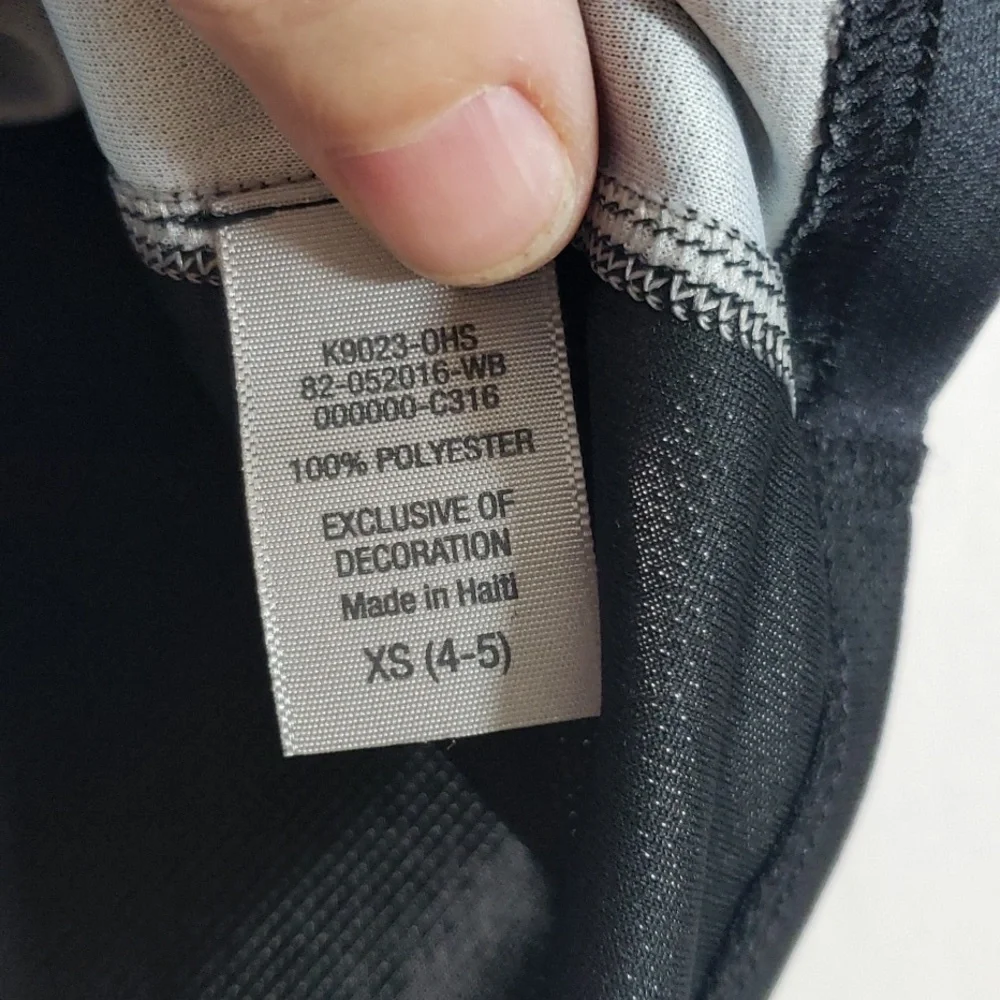 K9023-0HS
82-052016-WB
000000-C316
100% POLYESTER
EXCLUSIVE OF
DECORATION
Made in Haiti
XS (4-5)